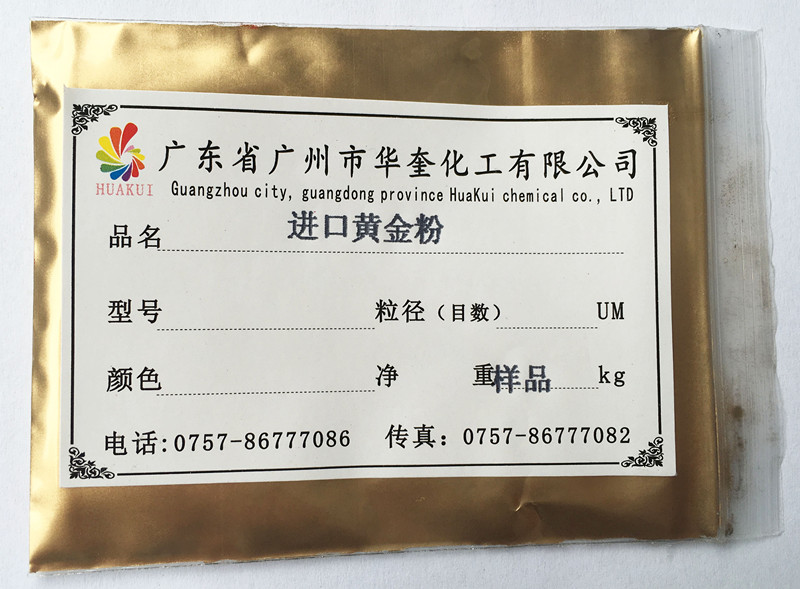 广东省广州市华奎化工有限公司
HUAKUI
Guangzhou city, guangdong province HuaKui chemical co., LTD
品名 进口黄金粉
型号 粒径（目数） UM
颜色 净 重 样品 kg
电话:0757-86777086 传真：0757-86777082